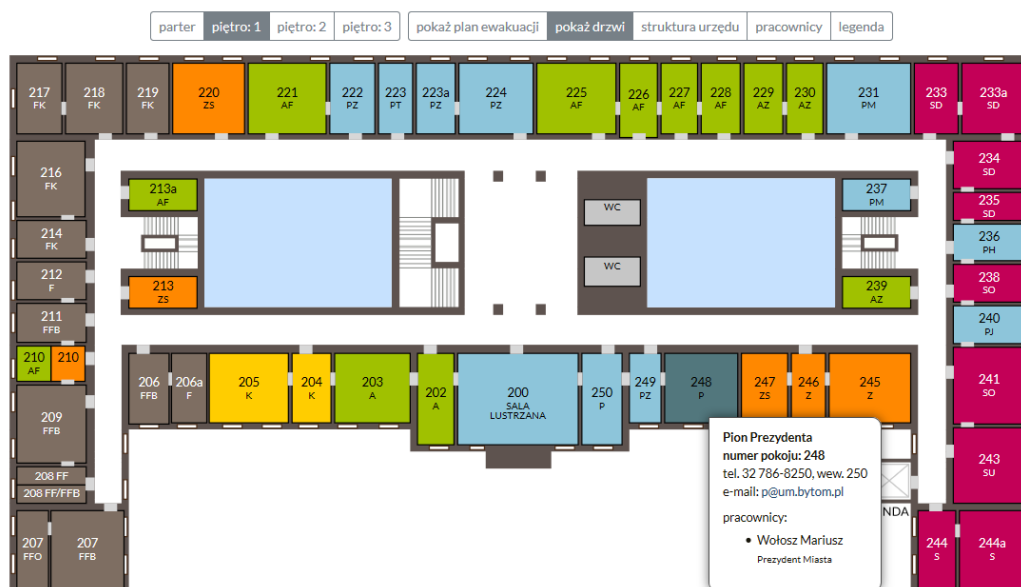 parter piętro: 1 piętro: 2 piętro: 3 pokaż plan ewakuacji pokaż drzwi struktura urzędu pracownicy legenda
217 FK
218 FK
219 FK
220 ZS
221 AF
222 PZ
223 PT
223a PZ
224 PZ
225 AF
226 AF
227 AF
228 AF
229 AZ
230 AZ
231 PM
233 SD
233a SD
216 FK
213a AF
WC
237 PM
234 SD
235 SD
214 FK
236 PH
212 F
213 ZS
WC
239 AZ
238 SO
211 FFB
240 PJ
210 AF
210
206 FFB
206a F
205 K
204 K
203 A
202 A
200 SALA LUSTRZANA
250 P
249 PZ
248 P
247 ZS
246 Z
245 Z
241 SO
209 FFB
243 SU
208 FF
208 FF/FFB
207 FFO
207 FFB
Pion Prezydenta
numer pokoju: 248
tel. 32 786-8250, wew. 250
e-mail: p@um.bytom.pl
pracownicy:
• Wołosz Mariusz
Prezydent Miasta
NDA
244 S
244a S